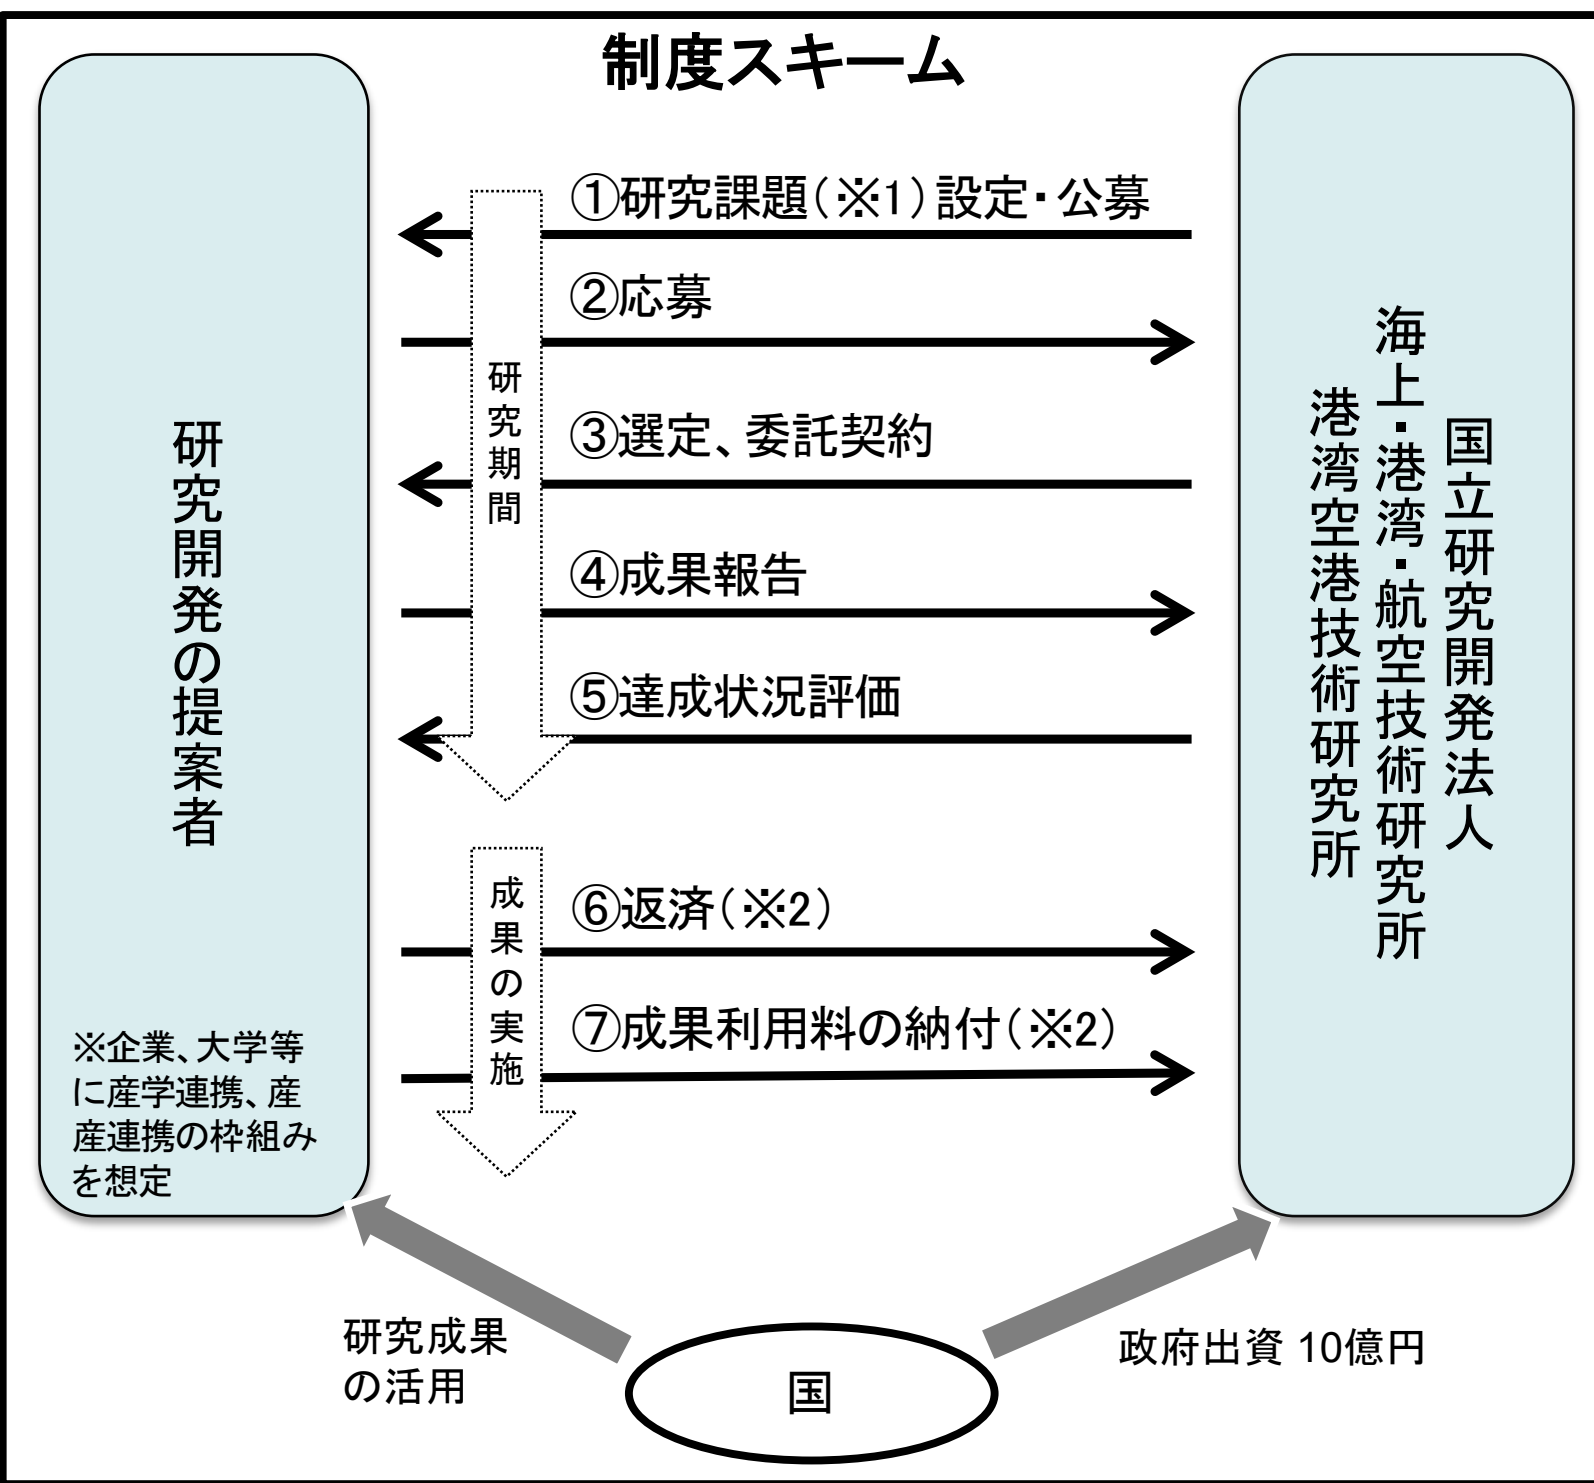 制度スキーム
①研究課題(※1)設定・公募
②応募
③選定、委託契約
④成果報告
⑤達成状況評価
研究期間
⑥返済(※2)
⑦成果利用料の納付(※2)
成果の実施
研究開発の提案者
※企業、大学等
に産学連携、産
産連携の枠組み
を想定
国立研究開発法人
海上・港湾・航空技術研究所
港湾空港技術研究所
研究成果
の活用
国
政府出資 10億円